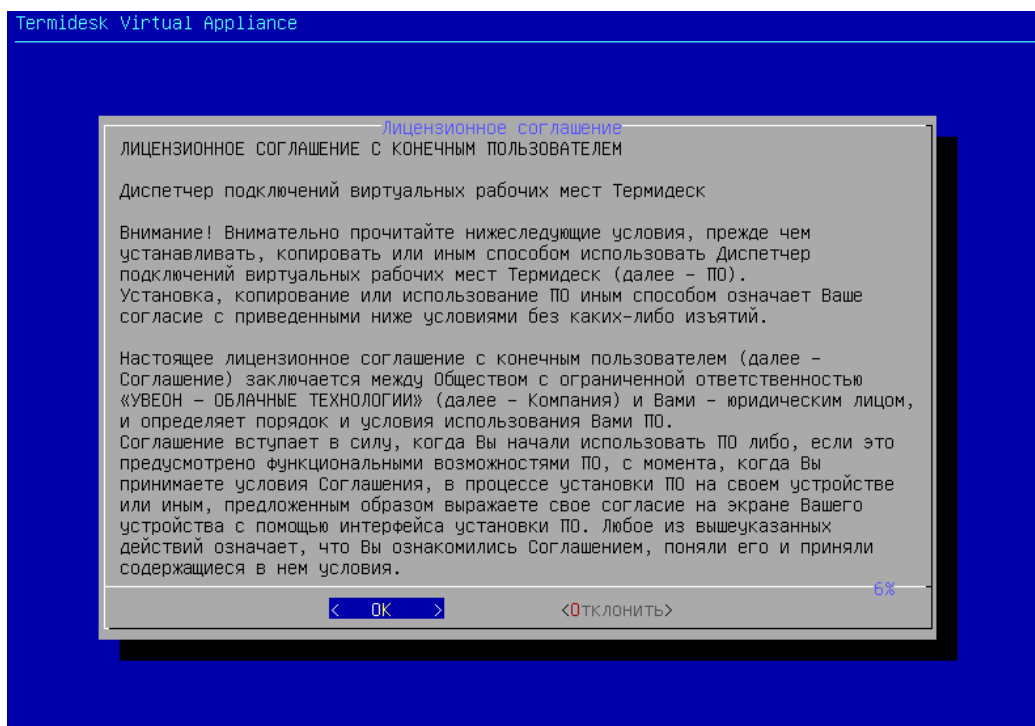 Termidesk Virtual Appliance
Лицензионное соглашение
ЛИЦЕНЗИОННОЕ СОГЛАШЕНИЕ С КОНЕЧНЫМ ПОЛЬЗОВАТЕЛЕМ
Диспетчер подключений виртуальных рабочих мест Термидеск
Внимание! Внимательно прочитайте нижеследующие условия, прежде чем
устанавливать, копировать или иным способом использовать Диспетчер
подключений виртуальных рабочих мест Термидеск (далее – ПО).
Установка, копирование или использование ПО иным способом означает Ваше
согласие с приведенными ниже условиями без каких-либо изъятий.
Настоящее лицензионное соглашение с конечным пользователем (далее –
Соглашение) заключается между Обществом с ограниченной ответственностью
«УВЕОН – ОБЛАЧНЫЕ ТЕХНОЛОГИИ» (далее – Компания) и Вами – юридическим лицом,
и определяет порядок и условия использования Вами ПО.
Соглашение вступает в силу, когда Вы начали использовать ПО либо, если это
предусмотрено функциональными возможностями ПО, с момента, когда Вы
принимаете условия Соглашения, в процессе установки ПО на своем устройстве
или иным, предложенным образом выражаете свое согласие на экране Вашего
устройства с помощью интерфейса установки ПО. Любое из вышеуказанных
действий означает, что Вы ознакомились Соглашением, поняли его и приняли
содержащиеся в нем условия.
6%
< OK > <Отклонить>